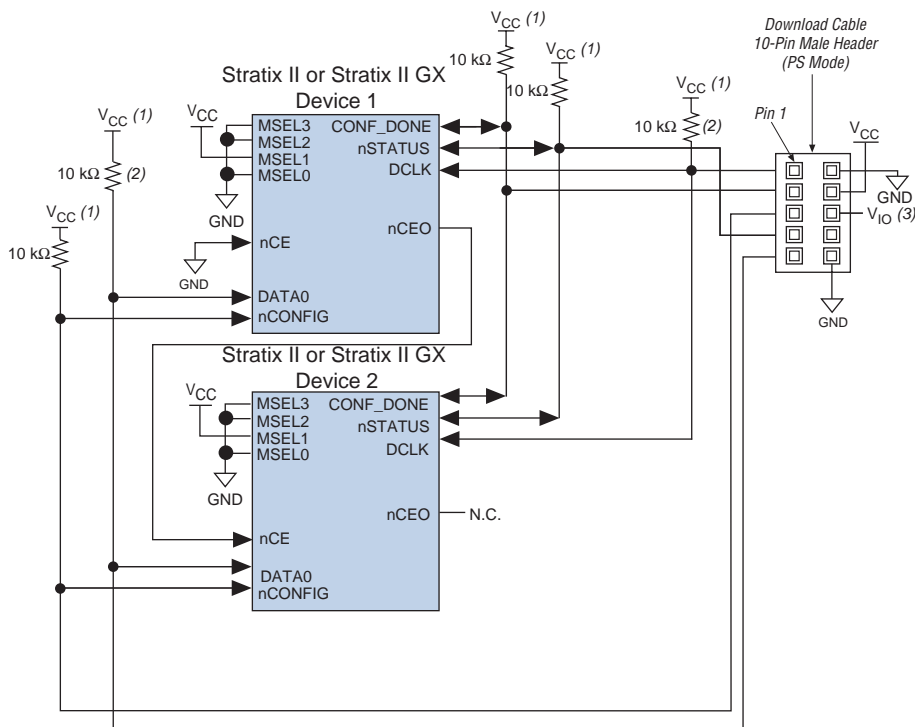 VCC (1)
10 kΩ
VCC (1)
10 kΩ
Download Cable
10-Pin Male Header
(PS Mode)
Stratix II or Stratix II GX
Device 1
VCC (1)
10 kΩ (2)
Pin 1
VCC
VCC
VCC (1)
10 kΩ (2)
VCC (1)
10 kΩ
MSEL3
MSEL2
MSEL1
MSEL0
GND
CONF_DONE
nSTATUS
DCLK
nCEO
nCE
GND
DATA0
nCONFIG
GND
VIO (3)
GND
Stratix II or Stratix II GX
Device 2
VCC
MSEL3
MSEL2
MSEL1
MSEL0
GND
CONF_DONE
nSTATUS
DCLK
nCEO
N.C.
nCE
DATA0
nCONFIG